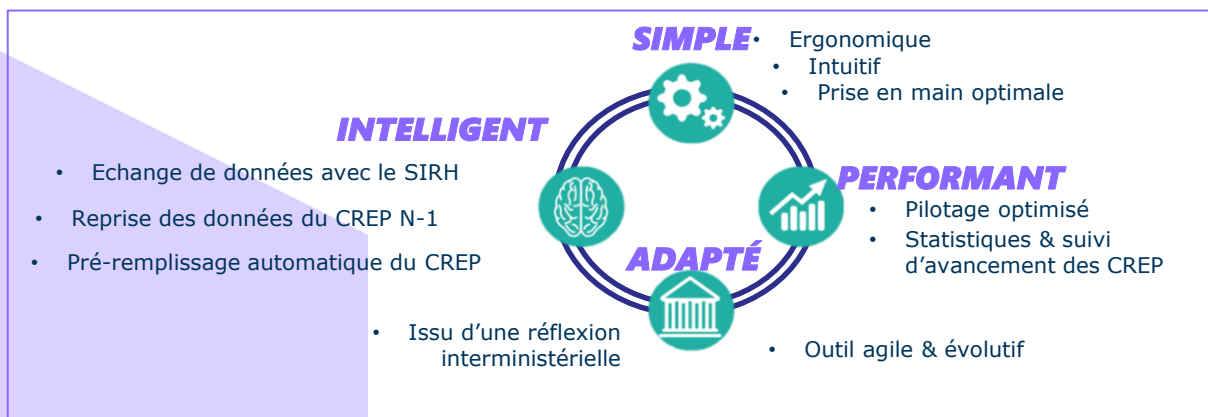 SIMPLE
• Ergonomique
• Intuitif
• Prise en main optimale
INTELLIGENT
• Echange de données avec le SIRH
• Reprise des données du CREP N-1
• Pré-remplissage automatique du CREP
PERFORMANT
• Pilotage optimisé
• Statistiques & suivi
d’avancement des CREP
ADAPTÉ
• Issu d’une réflexion
interministérielle
• Outil agile & évolutif